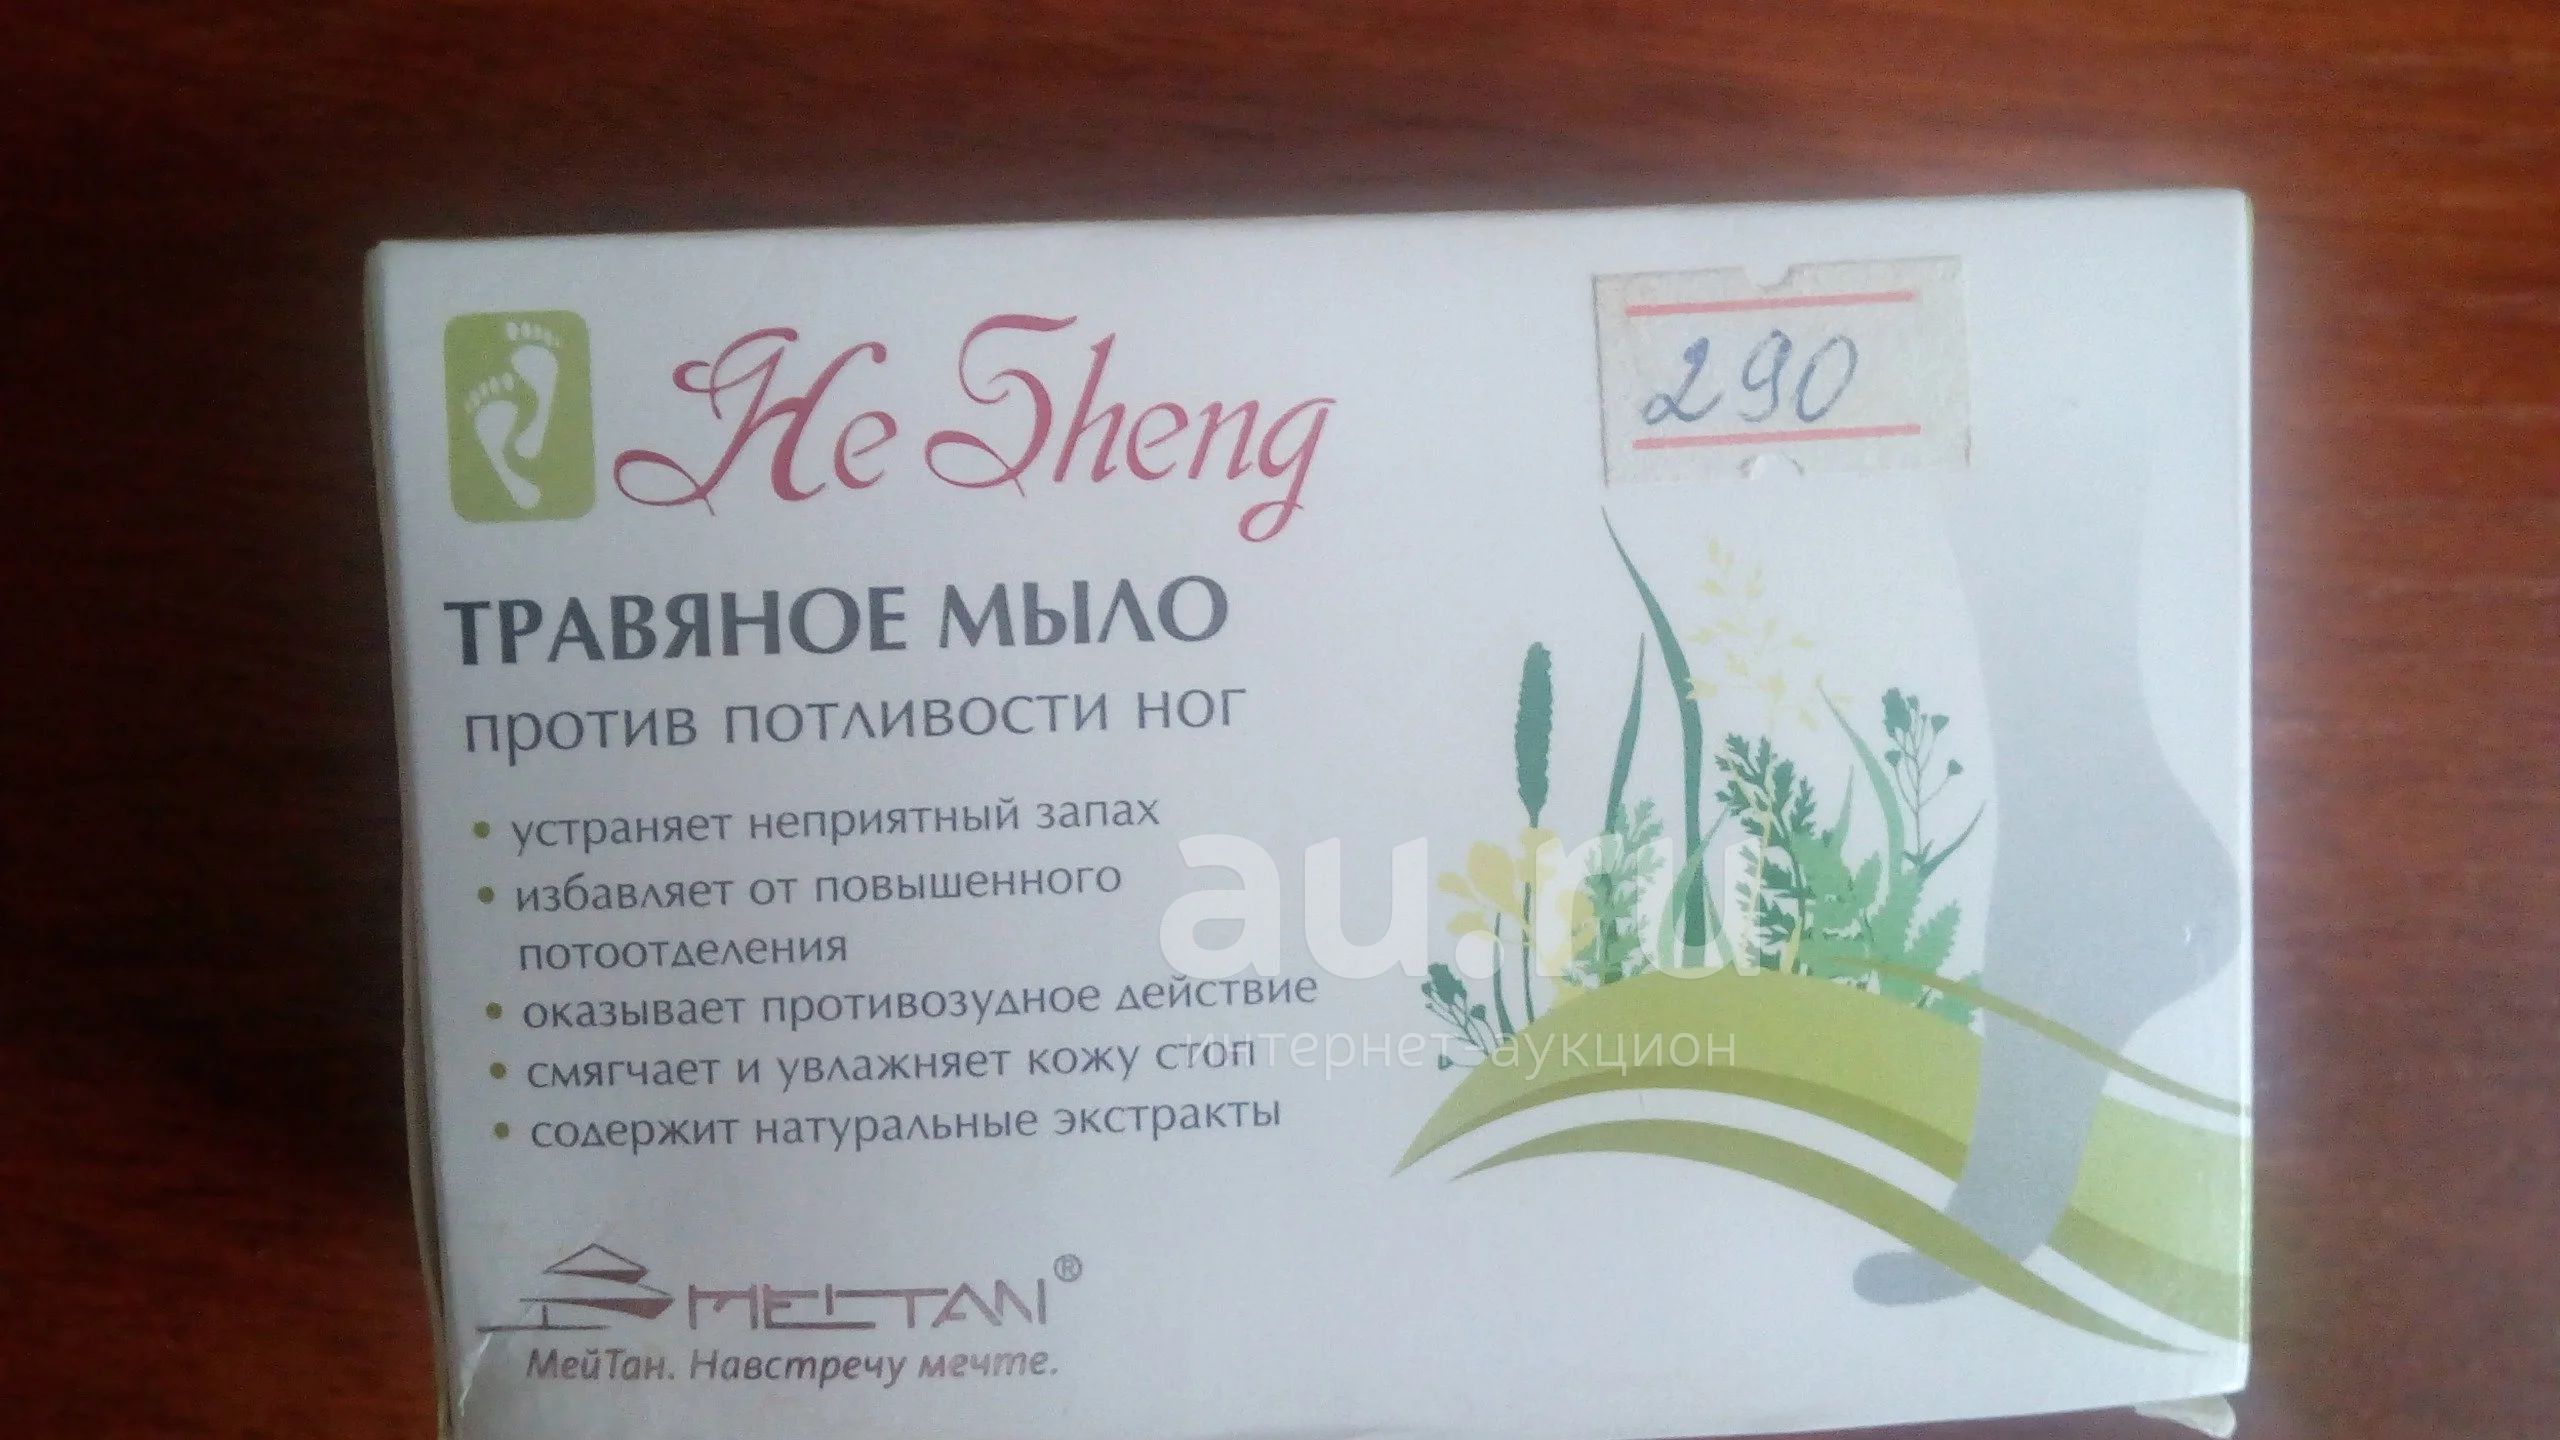 He Sheng
290
ТРАВЯНОЕ МЫЛО
против потливости ног
• устраняет неприятный запах
• избавляет от повышенного
потоотделения
• оказывает противозудное действие
• смягчает и увлажняет кожу стоп
• содержит натуральные экстракты
au.ru
интернет-аукцион
MEITAN®
МейТан. Навстречу мечте.